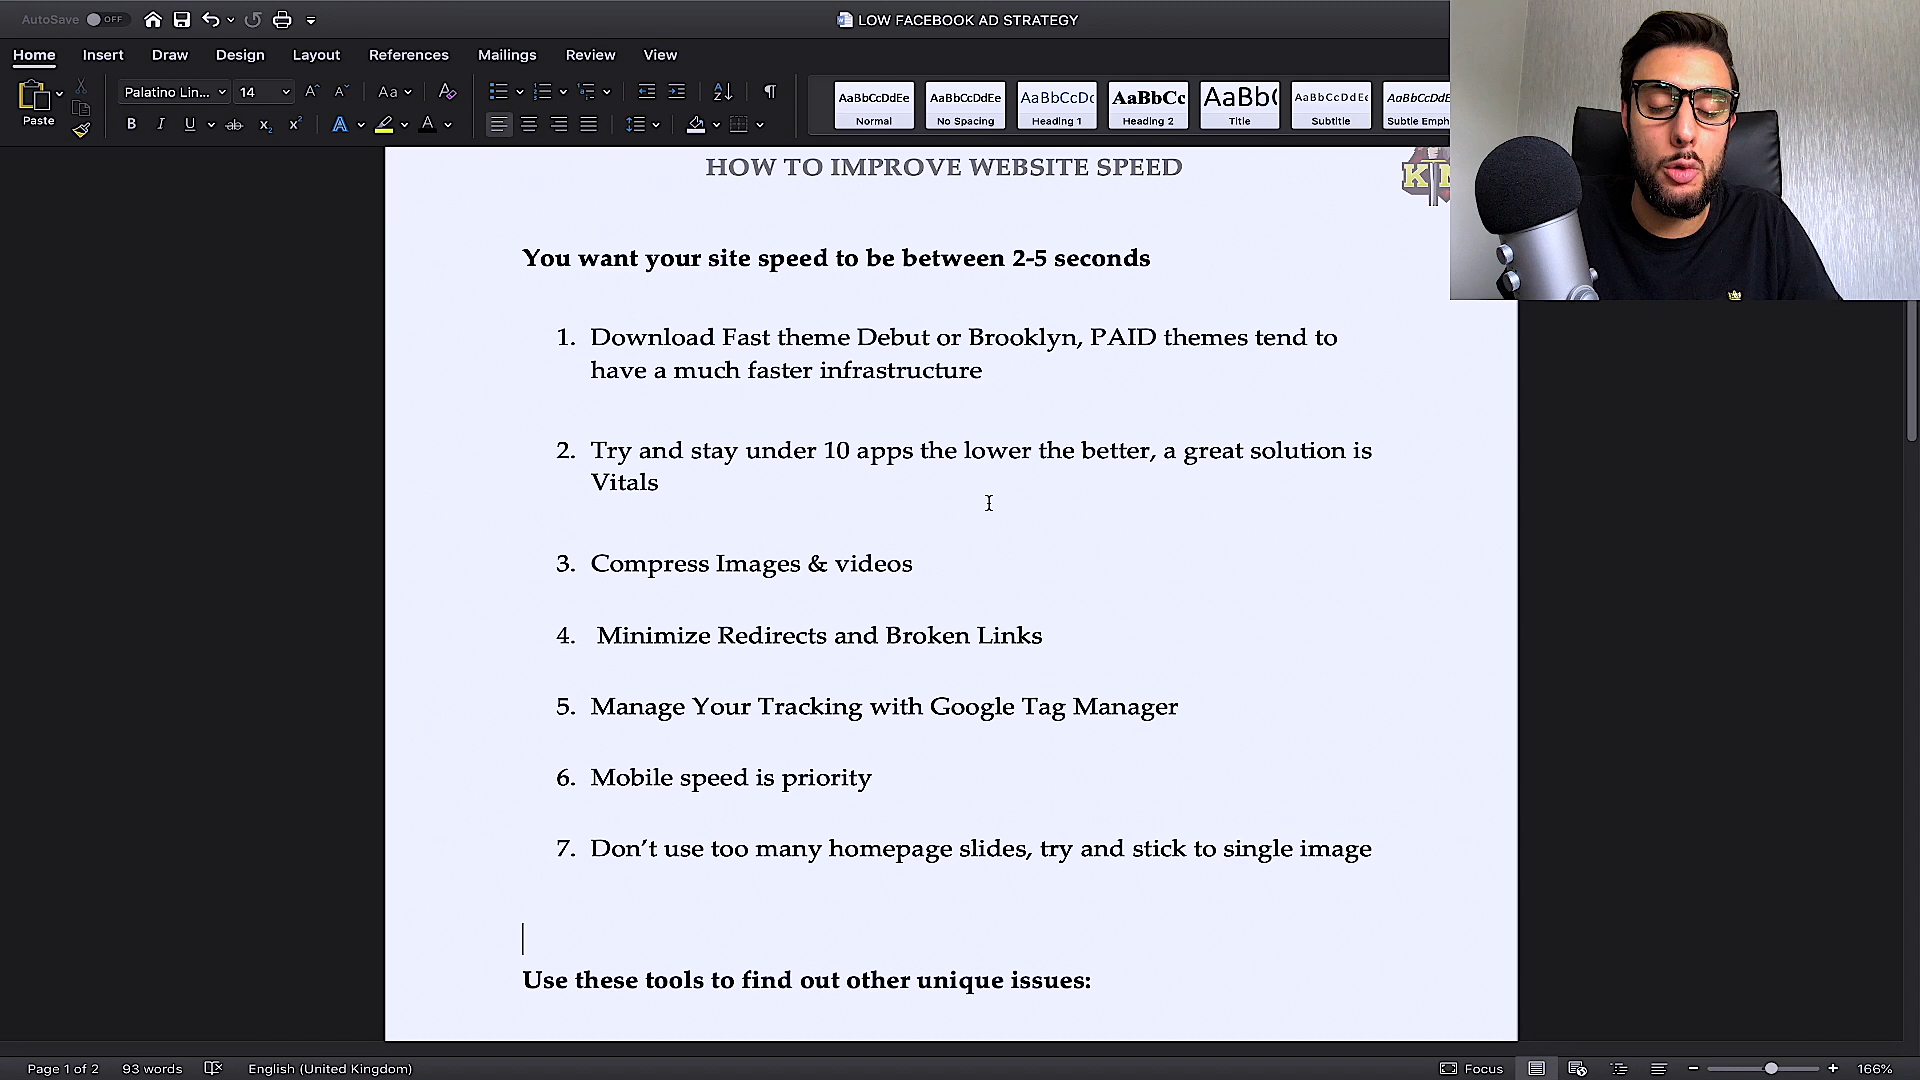 AutoSave OFF
LOW FACEBOOK AD STRATEGY
Home Insert Draw Design Layout References Mailings Review View
Paste
Palatino Lin... 14
AaBbCcDdEe AaBbCcDdEe AaBbCcDc AaBbCc AaBb( AaBbCcDdEe AaBbCcDdE
Normal No Spacing Heading 1 Heading 2 Title Subtitle Subtle Emph
HOW TO IMPROVE WEBSITE SPEED
You want your site speed to be between 2-5 seconds
1. Download Fast theme Debut or Brooklyn, PAID themes tend to
have a much faster infrastructure
2. Try and stay under 10 apps the lower the better, a great solution is
Vitals
3. Compress Images & videos
4. Minimize Redirects and Broken Links
5. Manage Your Tracking with Google Tag Manager
6. Mobile speed is priority
7. Don't use too many homepage slides, try and stick to single image
Use these tools to find out other unique issues:
Page 1 of 2 93 words English (United Kingdom) Focus 166%